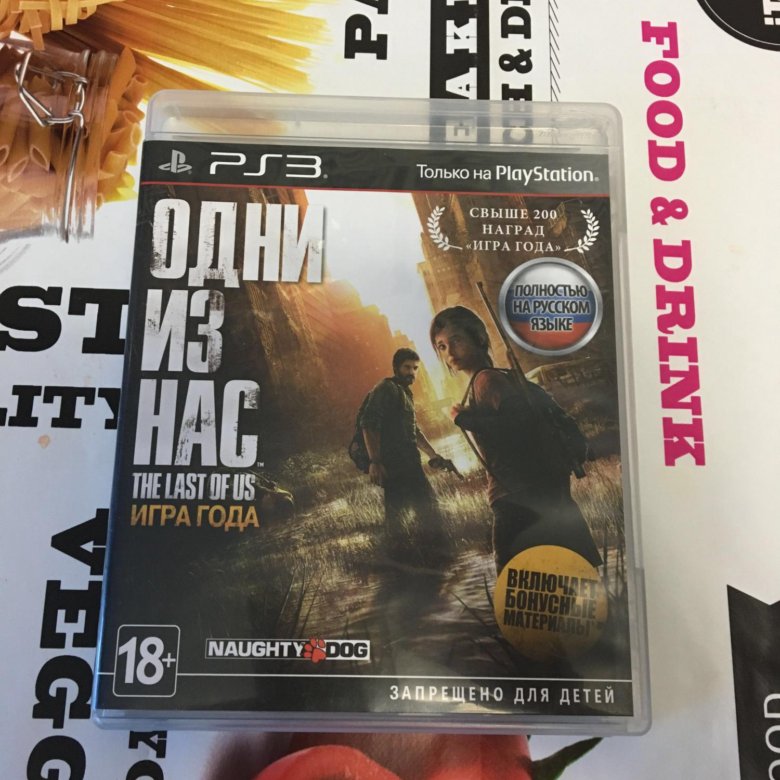 PS3
Только на PlayStation
ОДНИ
ИЗ
НАС
THE LAST OF US
ИГРА ГОДА
СВЫШЕ 200
НАГРАД
«ИГРА ГОДА»
ПОЛНОСТЬЮ
НА РУССКОМ
ЯЗЫКЕ
ВКЛЮЧАЕТ
БОНУСНЫЕ
МАТЕРИАЛЫ
18+
NAUGHTY DOG
ЗАПРЕЩЕНО ДЛЯ ДЕТЕЙ
FOOD & DRINK